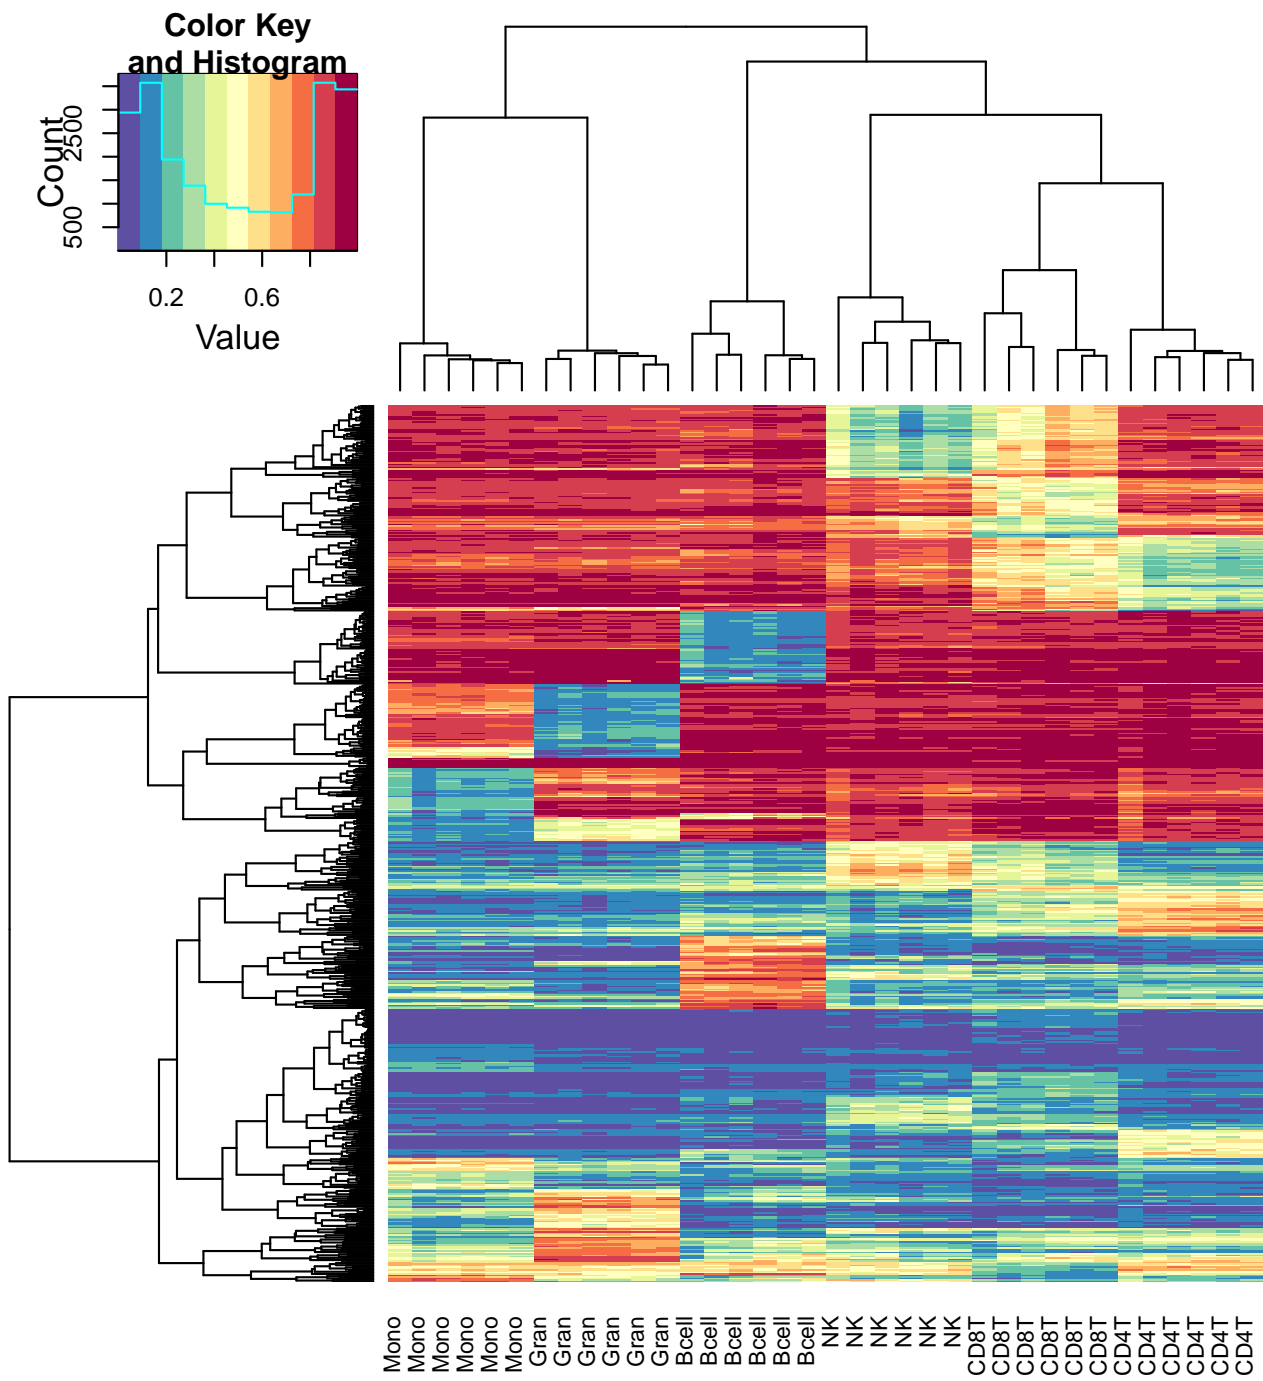 Color Key
and Histogram
Count
500
2500
0.2
0.6
Value
Mono
Mono
Mono
Mono
Mono
Mono
Gran
Gran
Gran
Gran
Gran
Gran
Bcell
Bcell
Bcell
Bcell
Bcell
Bcell
NK
NK
NK
NK
NK
NK
CD8T
CD8T
CD8T
CD8T
CD8T
CD8T
CD4T
CD4T
CD4T
CD4T
CD4T
CD4T